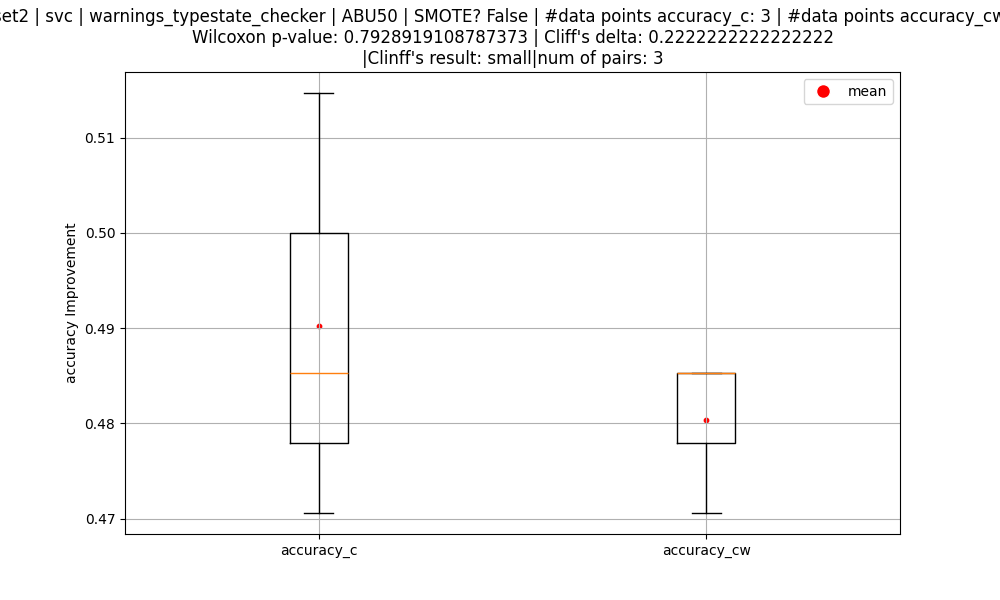 set2 | svc | warnings_typestate_checker | ABU50 | SMOTE? False | #data points accuracy_c: 3 | #data points accuracy_cw
Wilcoxon p-value: 0.7928919108787373 | Cliff's delta: 0.2222222222222222
|Clinff's result: small|num of pairs: 3
mean
0.51
0.50
0.49
0.48
0.47
accuracy Improvement
accuracy_c
accuracy_cw